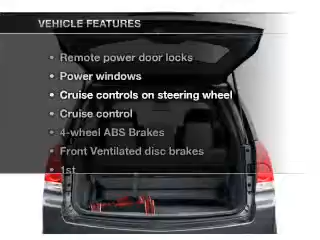 VEHICLE FEATURES
• Remote power door locks
• Power windows
• Cruise controls on steering wheel
• Cruise control
• 4-wheel ABS Brakes
• Front Ventilated disc brakes
• 1st